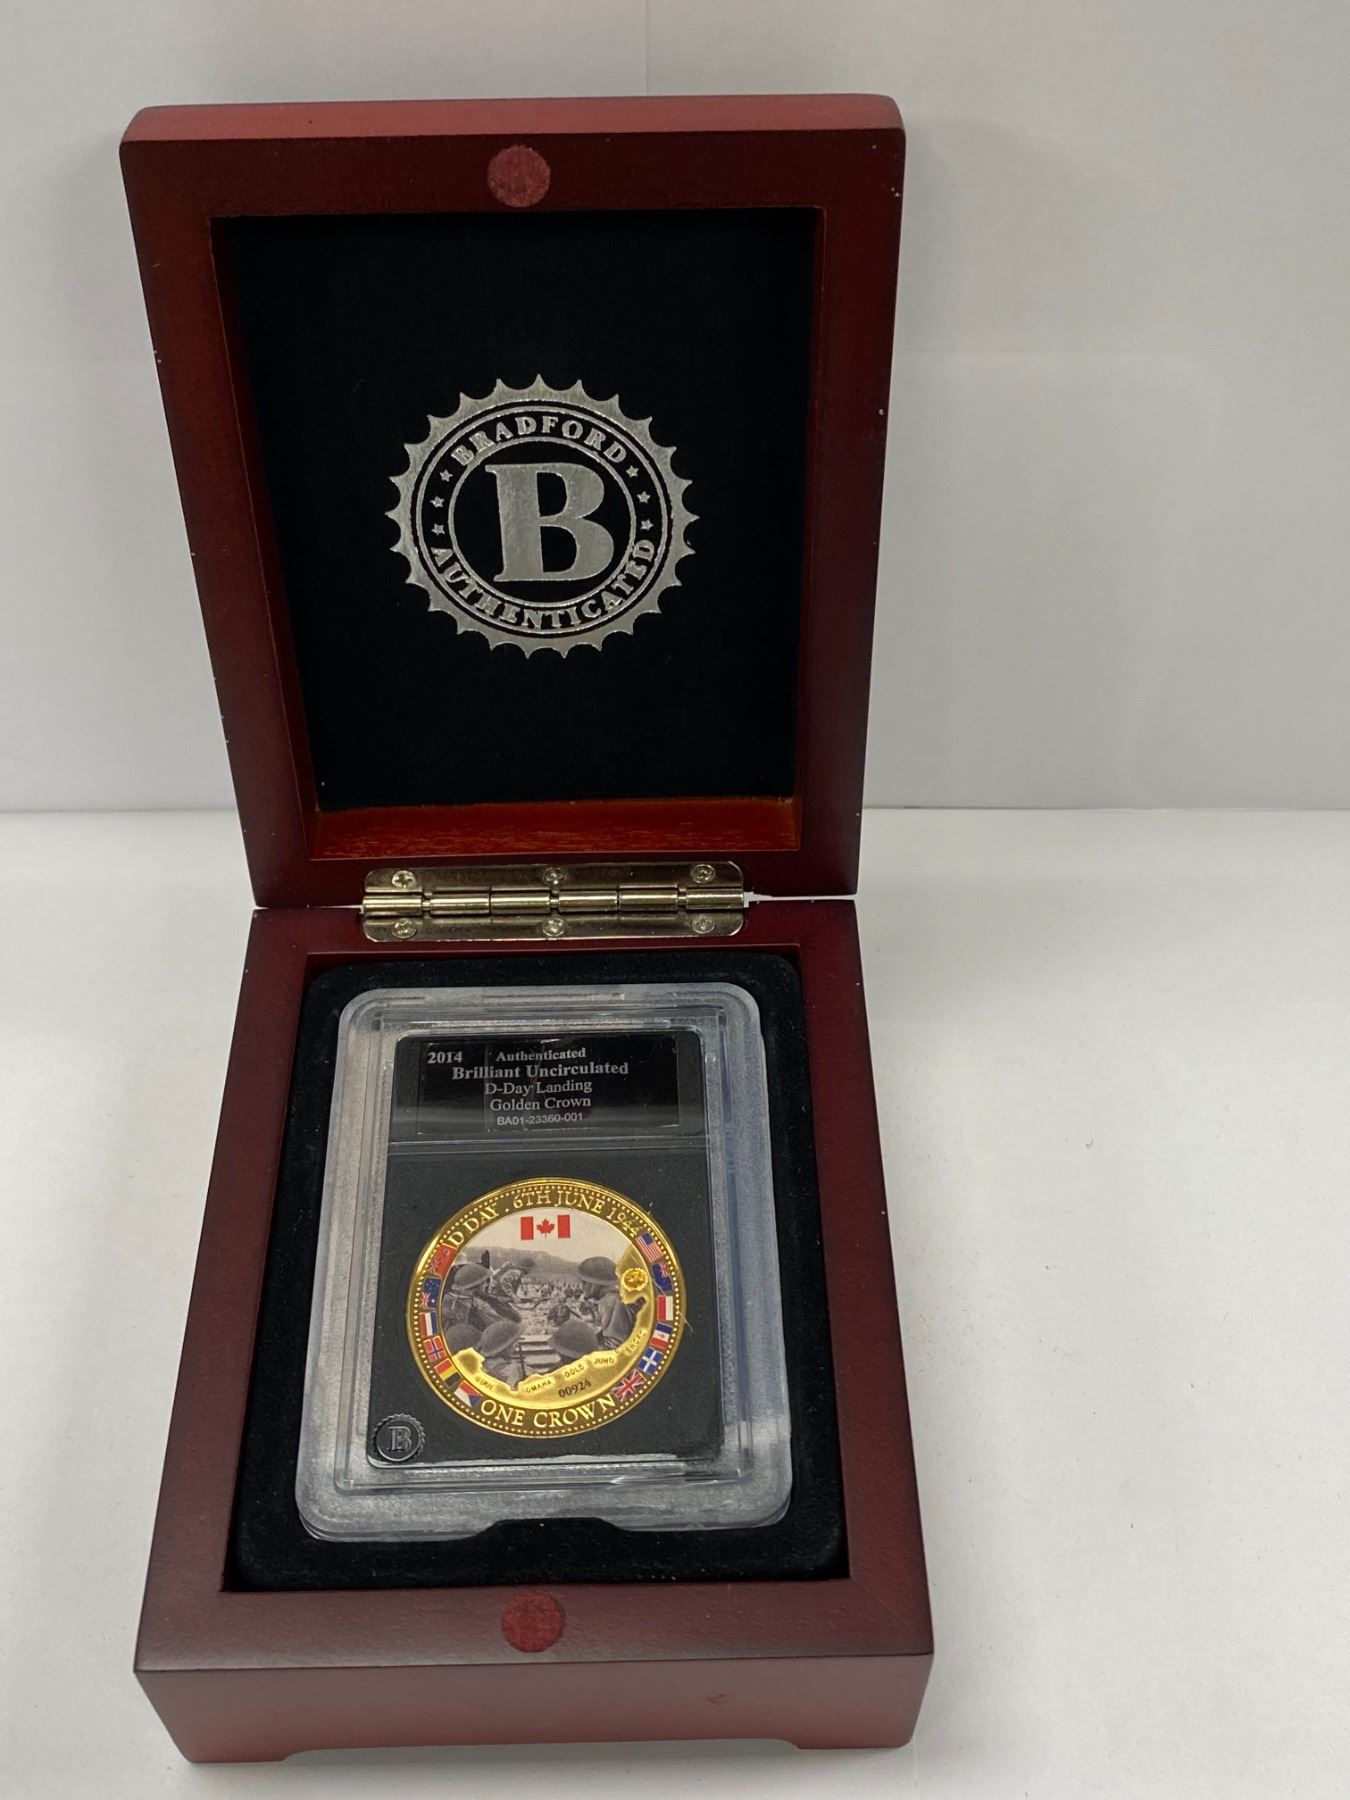 BRADFORD
B
AUTHENTICATED
2014 Authenticated
Brilliant Uncirculated
D-Day Landing
Golden Crown
BA01-23360-001
D DAY . 6TH JUNE 1944
UTAH OMAHA GOLD JUNO
00924
ONE CROWN
B